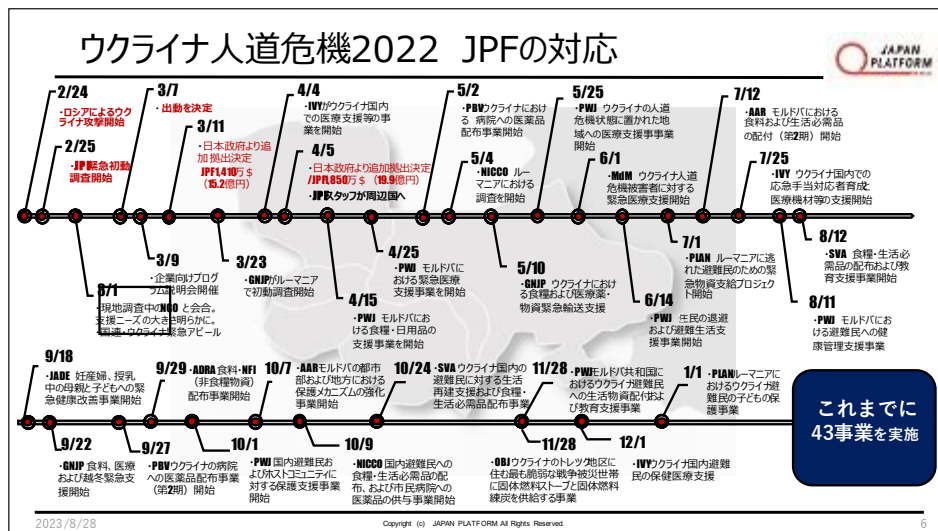 ウクライナ人道危機2022 JPFの対応
JAPAN
PLATFORM
2/24
・ロシアによるウク
ライナ攻撃開始
2/25
・JPF緊急初動
調査開始
3/1
・現地調査中のNGOと会合。
支援ニーズの大きさ明らかに。
・国連・ウクライナ緊急アピール
3/7
・出動を決定
3/9
・企業向けプログ
ラム説明会開催
3/11
・日本政府より追
加拠出決定
JPF1,410万$
（15.2億円）
3/23
・GNJPがルーマニア
で初動調査開始
4/4
・IVYがウクライナ国内
での医療支援等の事
業を開始
4/5
・日本政府より追加拠出決定
/JPF1,850万$（19.9億円）
・JPFスタッフが周辺国へ
4/15
・PWJ モルドバにお
ける食糧・日用品の
支援事業を開始
4/25
・PWJ モルドバに
おける緊急医療
支援事業を開始
5/2
・PBVウクライナにおけ
る 病院への医薬品
配布事業開始
5/4
・NICCO ルー
マニアにおける
調査を開始
5/10
・GNJP ウクライナにおけ
る食糧および医療薬・
物資緊急輸送支援
5/25
・PWJ ウクライナの人道
危機状態に置かれた地
域への医療支援事事業
開始
6/1
・MdM ウクライナ人道
危機被害者に対する
緊急医療支援開始
6/14
・PWJ 住民の退避
および避難生活支
援事業開始
7/1
・PLAN ルーマニアに逃
れた避難民のための緊
急物資支給プロジェク
ト開始
7/12
・AAR モルドバにおける
食料および生活必需品
の配付（第2期）開始
7/25
・IVY ウクライナ国内での
応急手当対応者育成と
医療機材等の支援開始
8/11
・PWJ モルドバにお
ける避難民への健
康管理支援事業
8/12
・SVA 食糧・生活必
需品の配布および教
育支援事業開始
9/18
・JADE 妊産婦、授乳
中の母親と子どもへの緊
急健康改善事業開始
9/22
・GNJP 食料、医療
および越冬緊急支
援開始
9/27
・PBVウクライナの病院
への医薬品配布事業
（第2期）開始
9/29
・ADRA食料・NFI
（非食糧物資）
配布事業開始
10/1
・PWJ国内避難民お
よびホストコミュニティに
対する保護支援事業
開始
10/7
・AARモルドバの都市
部および地方における
保護メカニズムの強化
事業開始
10/9
・NICCO国内避難民への
食糧・生活必需品の配
布、および市民病院への
医薬品の供与事業開始
10/24
・SVAウクライナ国内の
避難民に対する生活
再建支援および食糧・
生活必需品配布事業
11/28
・PWJモルドバ共和国に
おけるウクライナ避難民
への生活物資配付およ
び教育支援事業
11/28
・OBJウクライナのトレツク地区に
住む最も脆弱な戦争被災世帯
に固体燃料ストーブと固体燃料
練炭を供給する事業
12/1
・IVYウクライナ国内避難
民の保健医療支援
1/1
・PLANルーマニアに
おけるウクライナ避
難民の子どもの保
護事業
これまでに
43事業を実施
2023/8/28
Copyright (c) JAPAN PLATFORM All Rights Reserved.
6